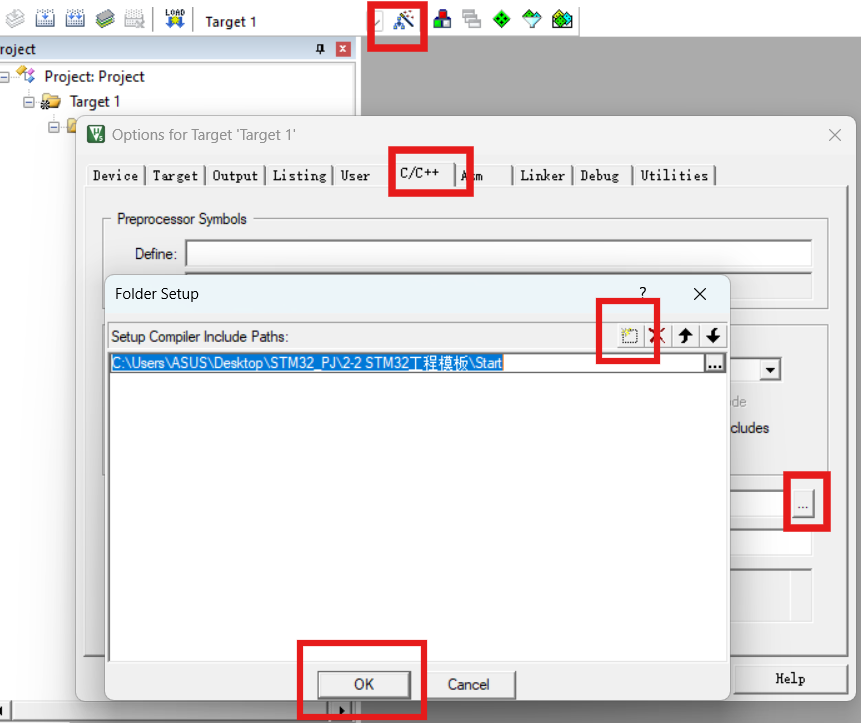 LOAD
Target 1
roject
Project: Project
Target 1
Options for Target 'Target 1'
Device Target Output Listing User C/C++ Linker Debug Utilities
Preprocessor Symbols
Define:
Folder Setup
?
Setup Compiler Include Paths:
C:\Users\ASUS\Desktop\STM32_PJ\2-2 STM32工程模板\Start
...
de
cludes
...
OK
Cancel
Help